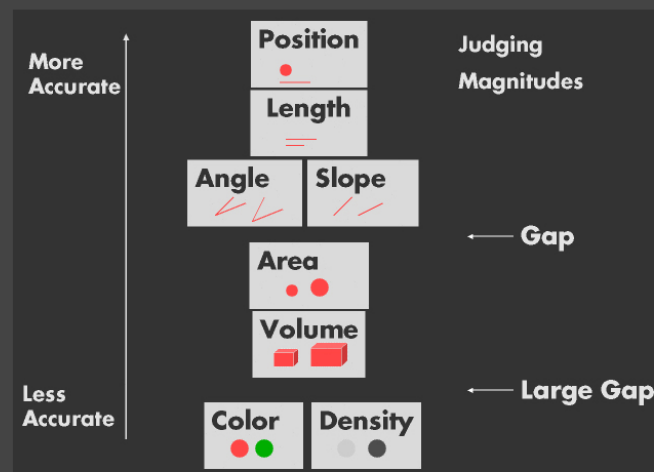 Position
Judging
Magnitudes
More
Accurate
Length
Angle
Slope
Gap
Area
Volume
Large Gap
Less
Accurate
Color
Density